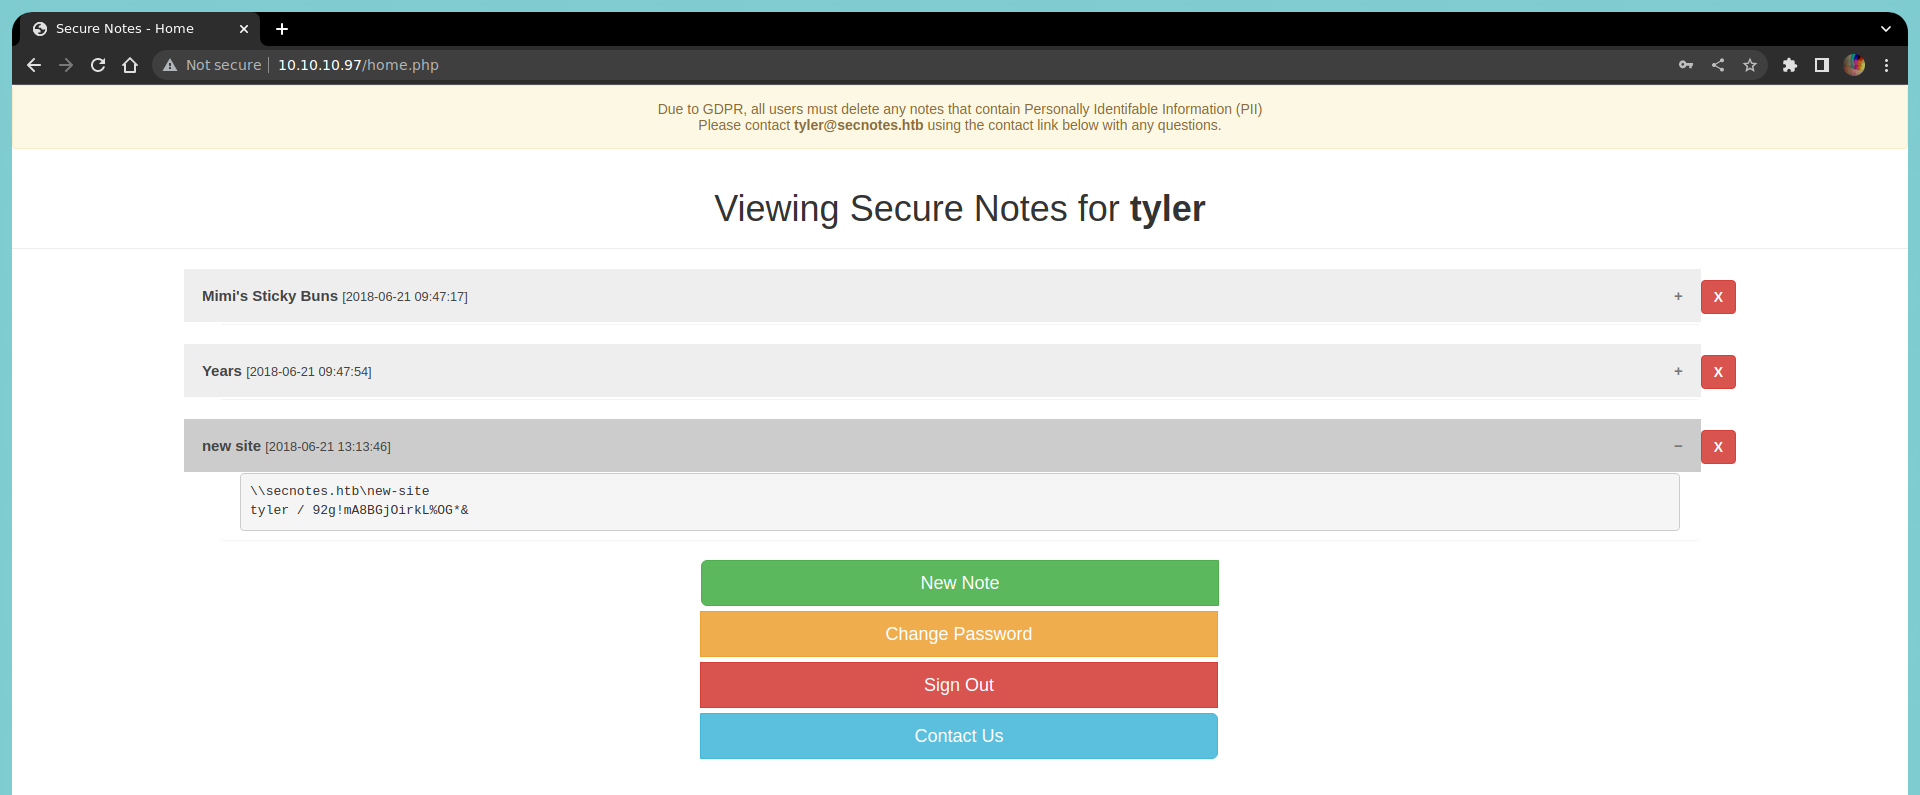 Secure Notes - Home
Not secure | 10.10.10.97/home.php
Due to GDPR, all users must delete any notes that contain Personally Identifable Information (PII)
Please contact tyler@secnotes.htb using the contact link below with any questions.
Viewing Secure Notes for tyler
Mimi's Sticky Buns [2018-06-21 09:47:17] + X
Years [2018-06-21 09:47:54] + X
new site [2018-06-21 13:13:46] − X
\\secnotes.htb\new-site
tyler / 92g!mA8BGjOirkL%OG*&
New Note
Change Password
Sign Out
Contact Us